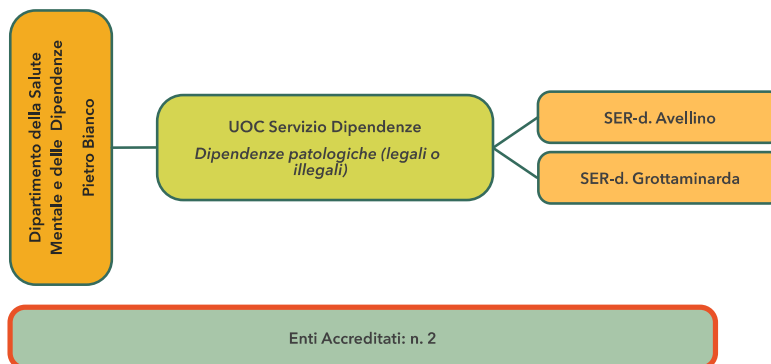 Dipartimento della Salute
Mentale e delle Dipendenze
Pietro Bianco
UOC Servizio Dipendenze
Dipendenze patologiche (legali o
illegali)
SER-d. Avellino
SER-d. Grottaminarda
Enti Accreditati: n. 2